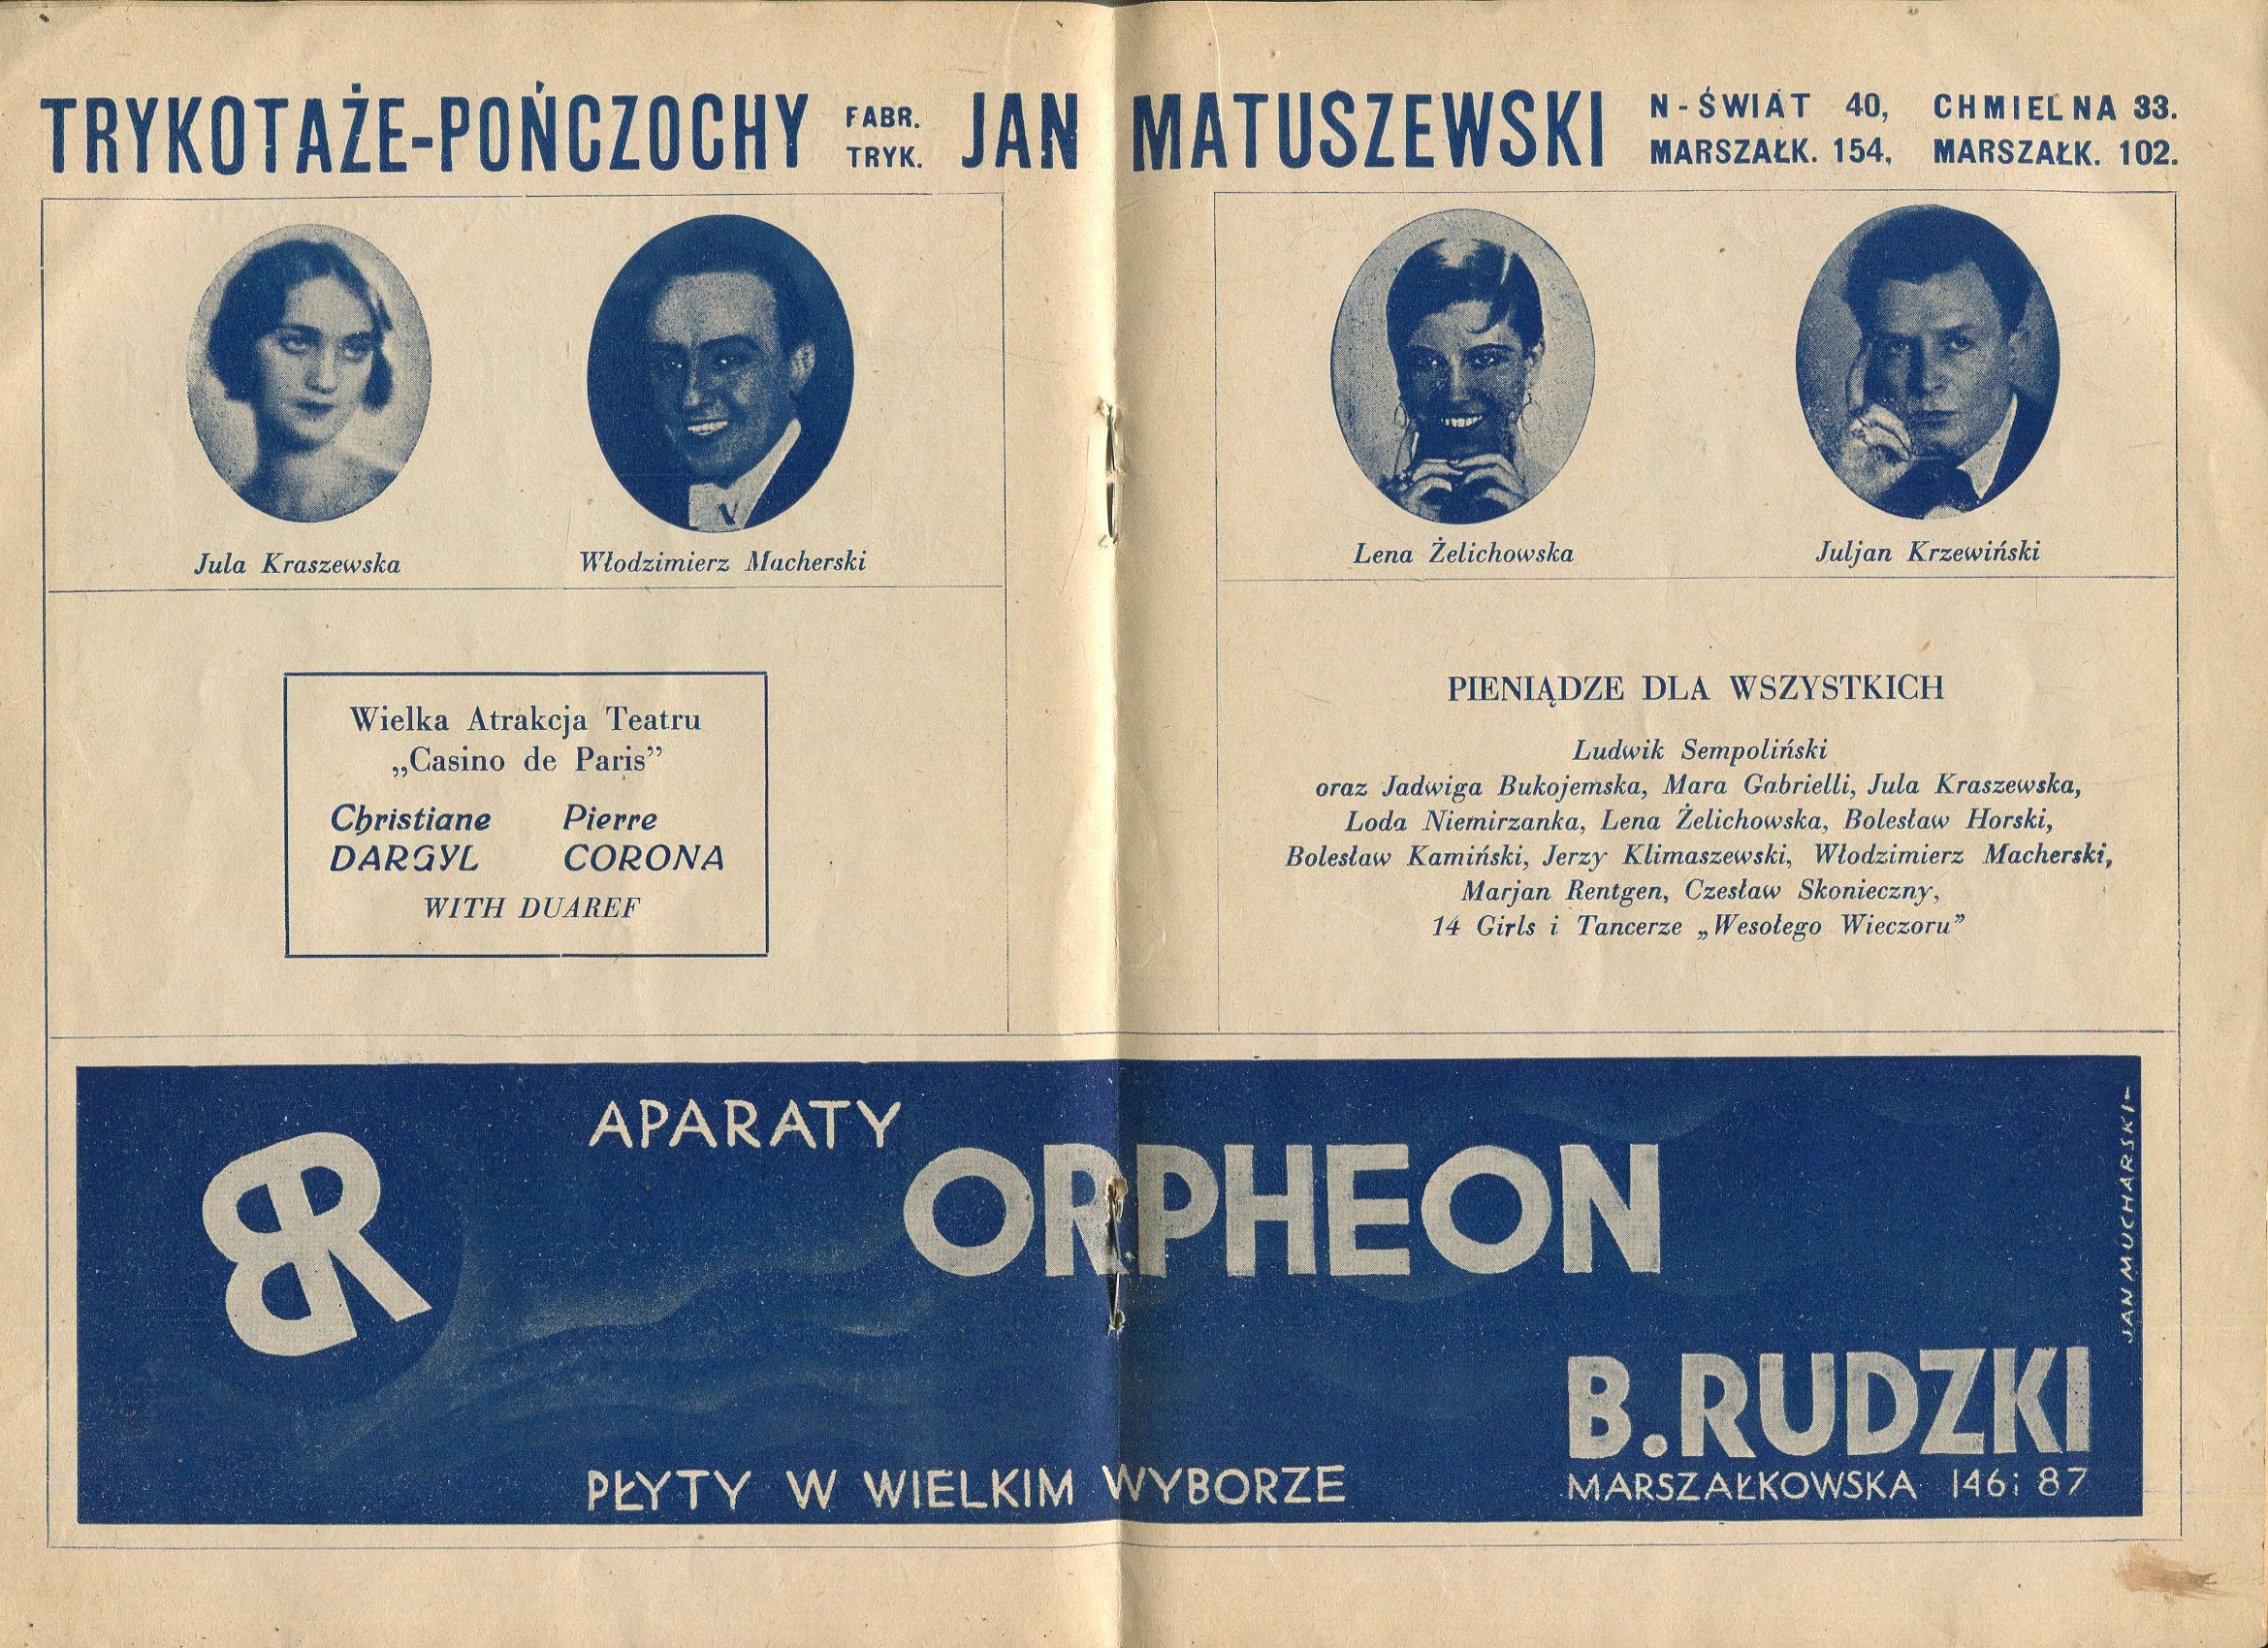 TRYKOTAŻE-POŃCZOCHY FABR. TRYK. JAN MATUSZEWSKI
N-ŚWIAT 40, CHMIELNA 33.
MARSZAŁK. 154, MARSZAŁK. 102.
Jula Kraszewska
Włodzimierz Macherski
Lena Żelichowska
Juljan Krzewiński
Wielka Atrakcja Teatru
„Casino de Paris”
Christiane Pierre
DARGYL CORONA
WITH DUAREF
PIENIĄDZE DLA WSZYSTKICH
Ludwik Sempoliński
oraz Jadwiga Bukojemska, Mara Gabrielli, Jula Kraszewska,
Loda Niemirzanka, Lena Żelichowska, Bolesław Horski,
Bolesław Kamiński, Jerzy Klimaszewski, Włodzimierz Macherski,
Marjan Rentgen, Czesław Skonieczny,
14 Girls i Tancerze „Wesołego Wieczoru”
BR
APARATY
ORPHEON
B.RUDZKI
PŁYTY W WIELKIM WYBORZE
MARSZAŁKOWSKA 146 i 87
JAN MUCHARSKI